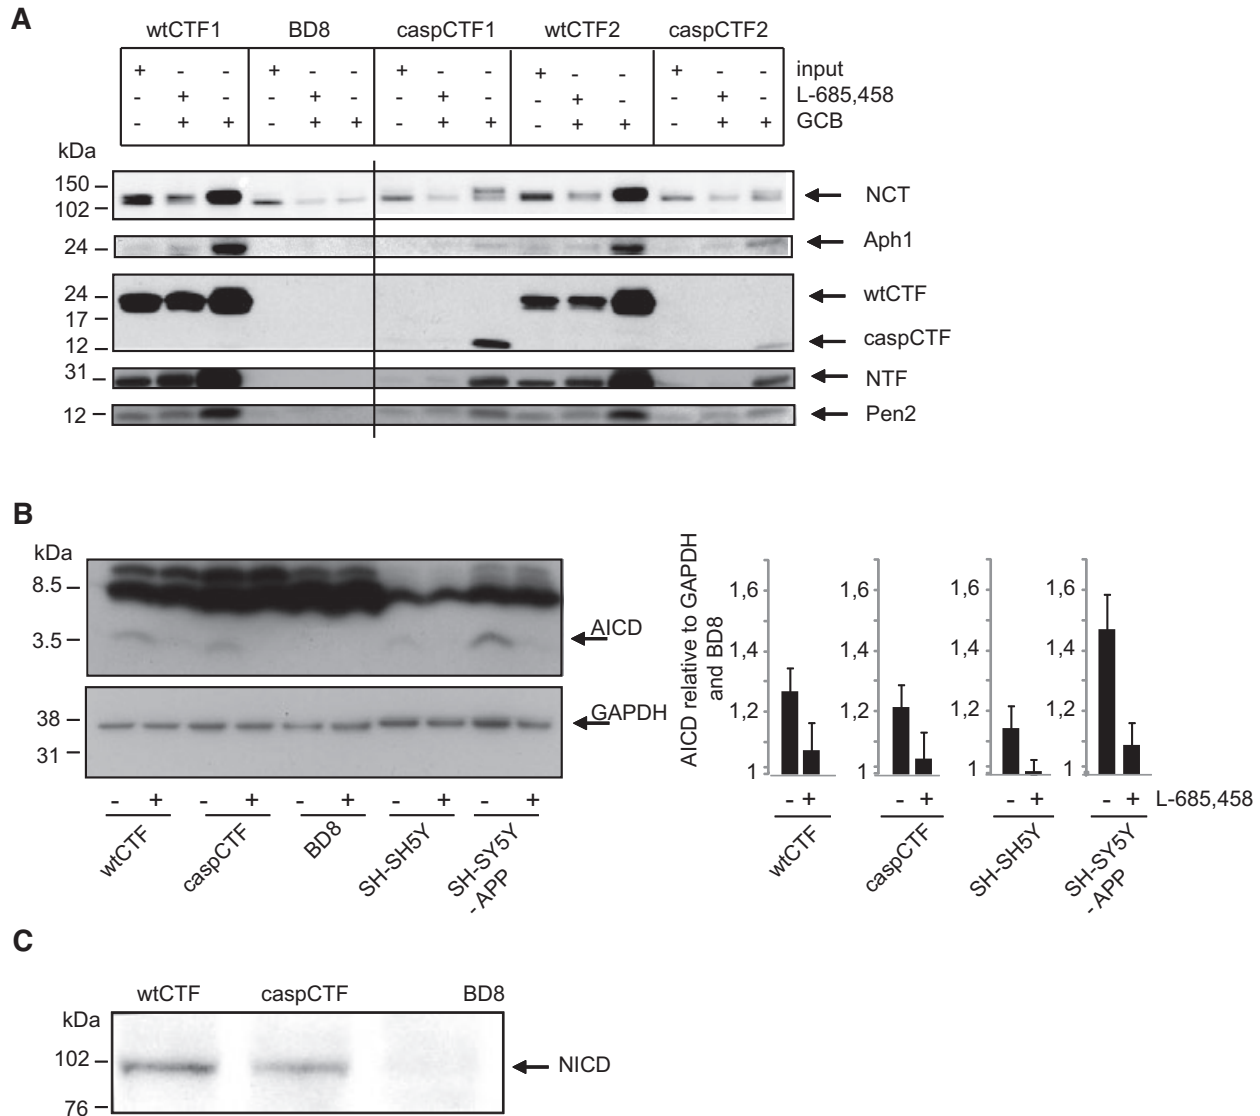 A
wtCTF1 BD8 caspCTF1 wtCTF2 caspCTF2
+ - - + - - + - - + - - + - - input
- + - - + - - + - - + - - + - L-685,458
- + + - + + - + + - + + - + + GCB
kDa
150
102
NCT
24
Aph1
24
17
12
wtCTF
caspCTF
31
NTF
12
Pen2
B
kDa
8.5
3.5
AICD
38
31
GAPDH
- + - + - + - + - +
wtCTF
caspCTF
BD8
SH-SH5Y
SH-SY5Y
- APP
AICD relative to GAPDH
and BD8
1,6 1,6 1,6 1,6
1,4 1,4 1,4 1,4
1,2 1,2 1,2 1,2
1 1 1 1
- + - + - + - + L-685,458
wtCTF
caspCTF
SH-SH5Y
SH-SY5Y
- APP
C
wtCTF caspCTF BD8
kDa
102
76
NICD